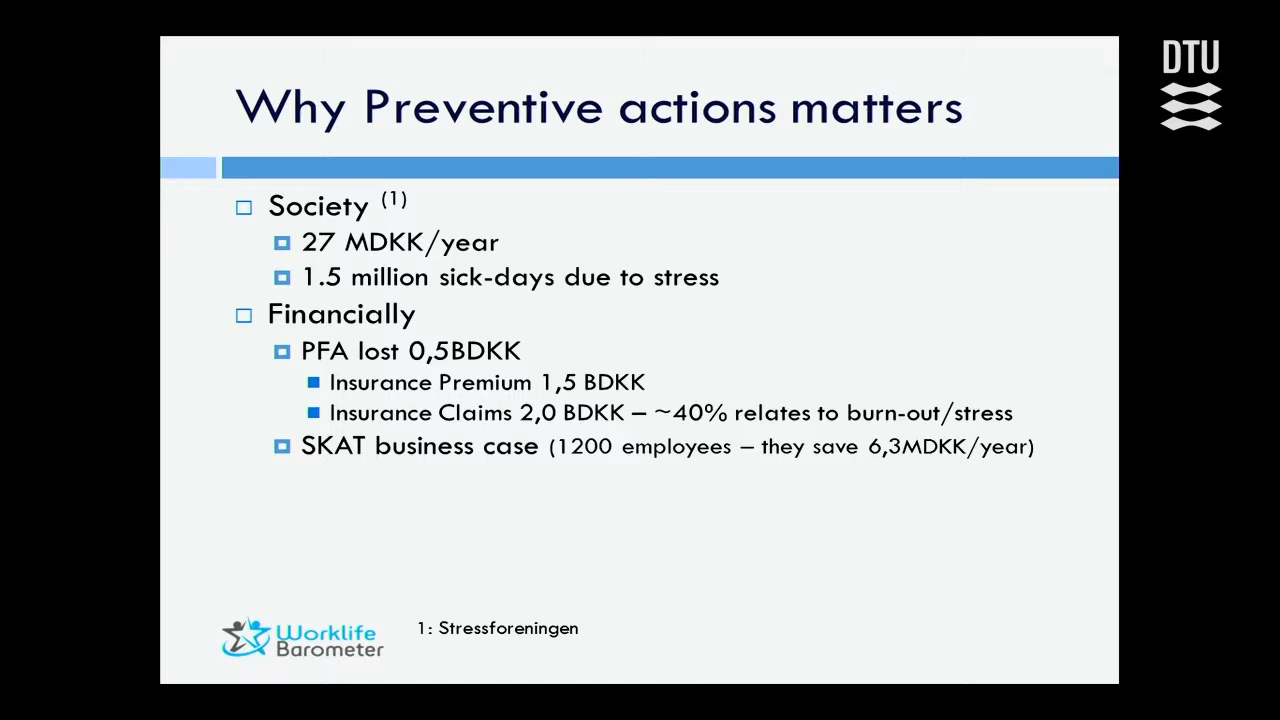 DTU
Why Preventive actions matters
Society (1)
27 MDKK/year
1.5 million sick-days due to stress
Financially
PFA lost 0,5BDKK
Insurance Premium 1,5 BDKK
Insurance Claims 2,0 BDKK – ~40% relates to burn-out/stress
SKAT business case (1200 employees – they save 6,3MDKK/year)
Worklife
Barometer
1: Stressforeningen